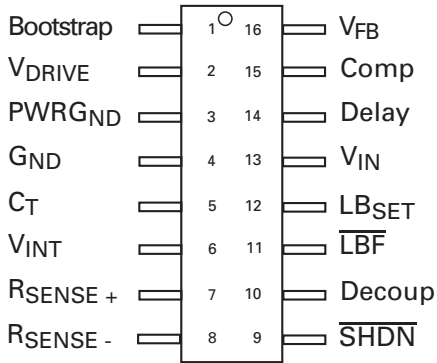 Bootstrap 1 16 VFB
VDRIVE 2 15 Comp
PWRGND 3 14 Delay
GND 4 13 VIN
CT 5 12 LBSET
VINT 6 11 LBF
RSENSE + 7 10 Decoup
RSENSE - 8 9 SHDN